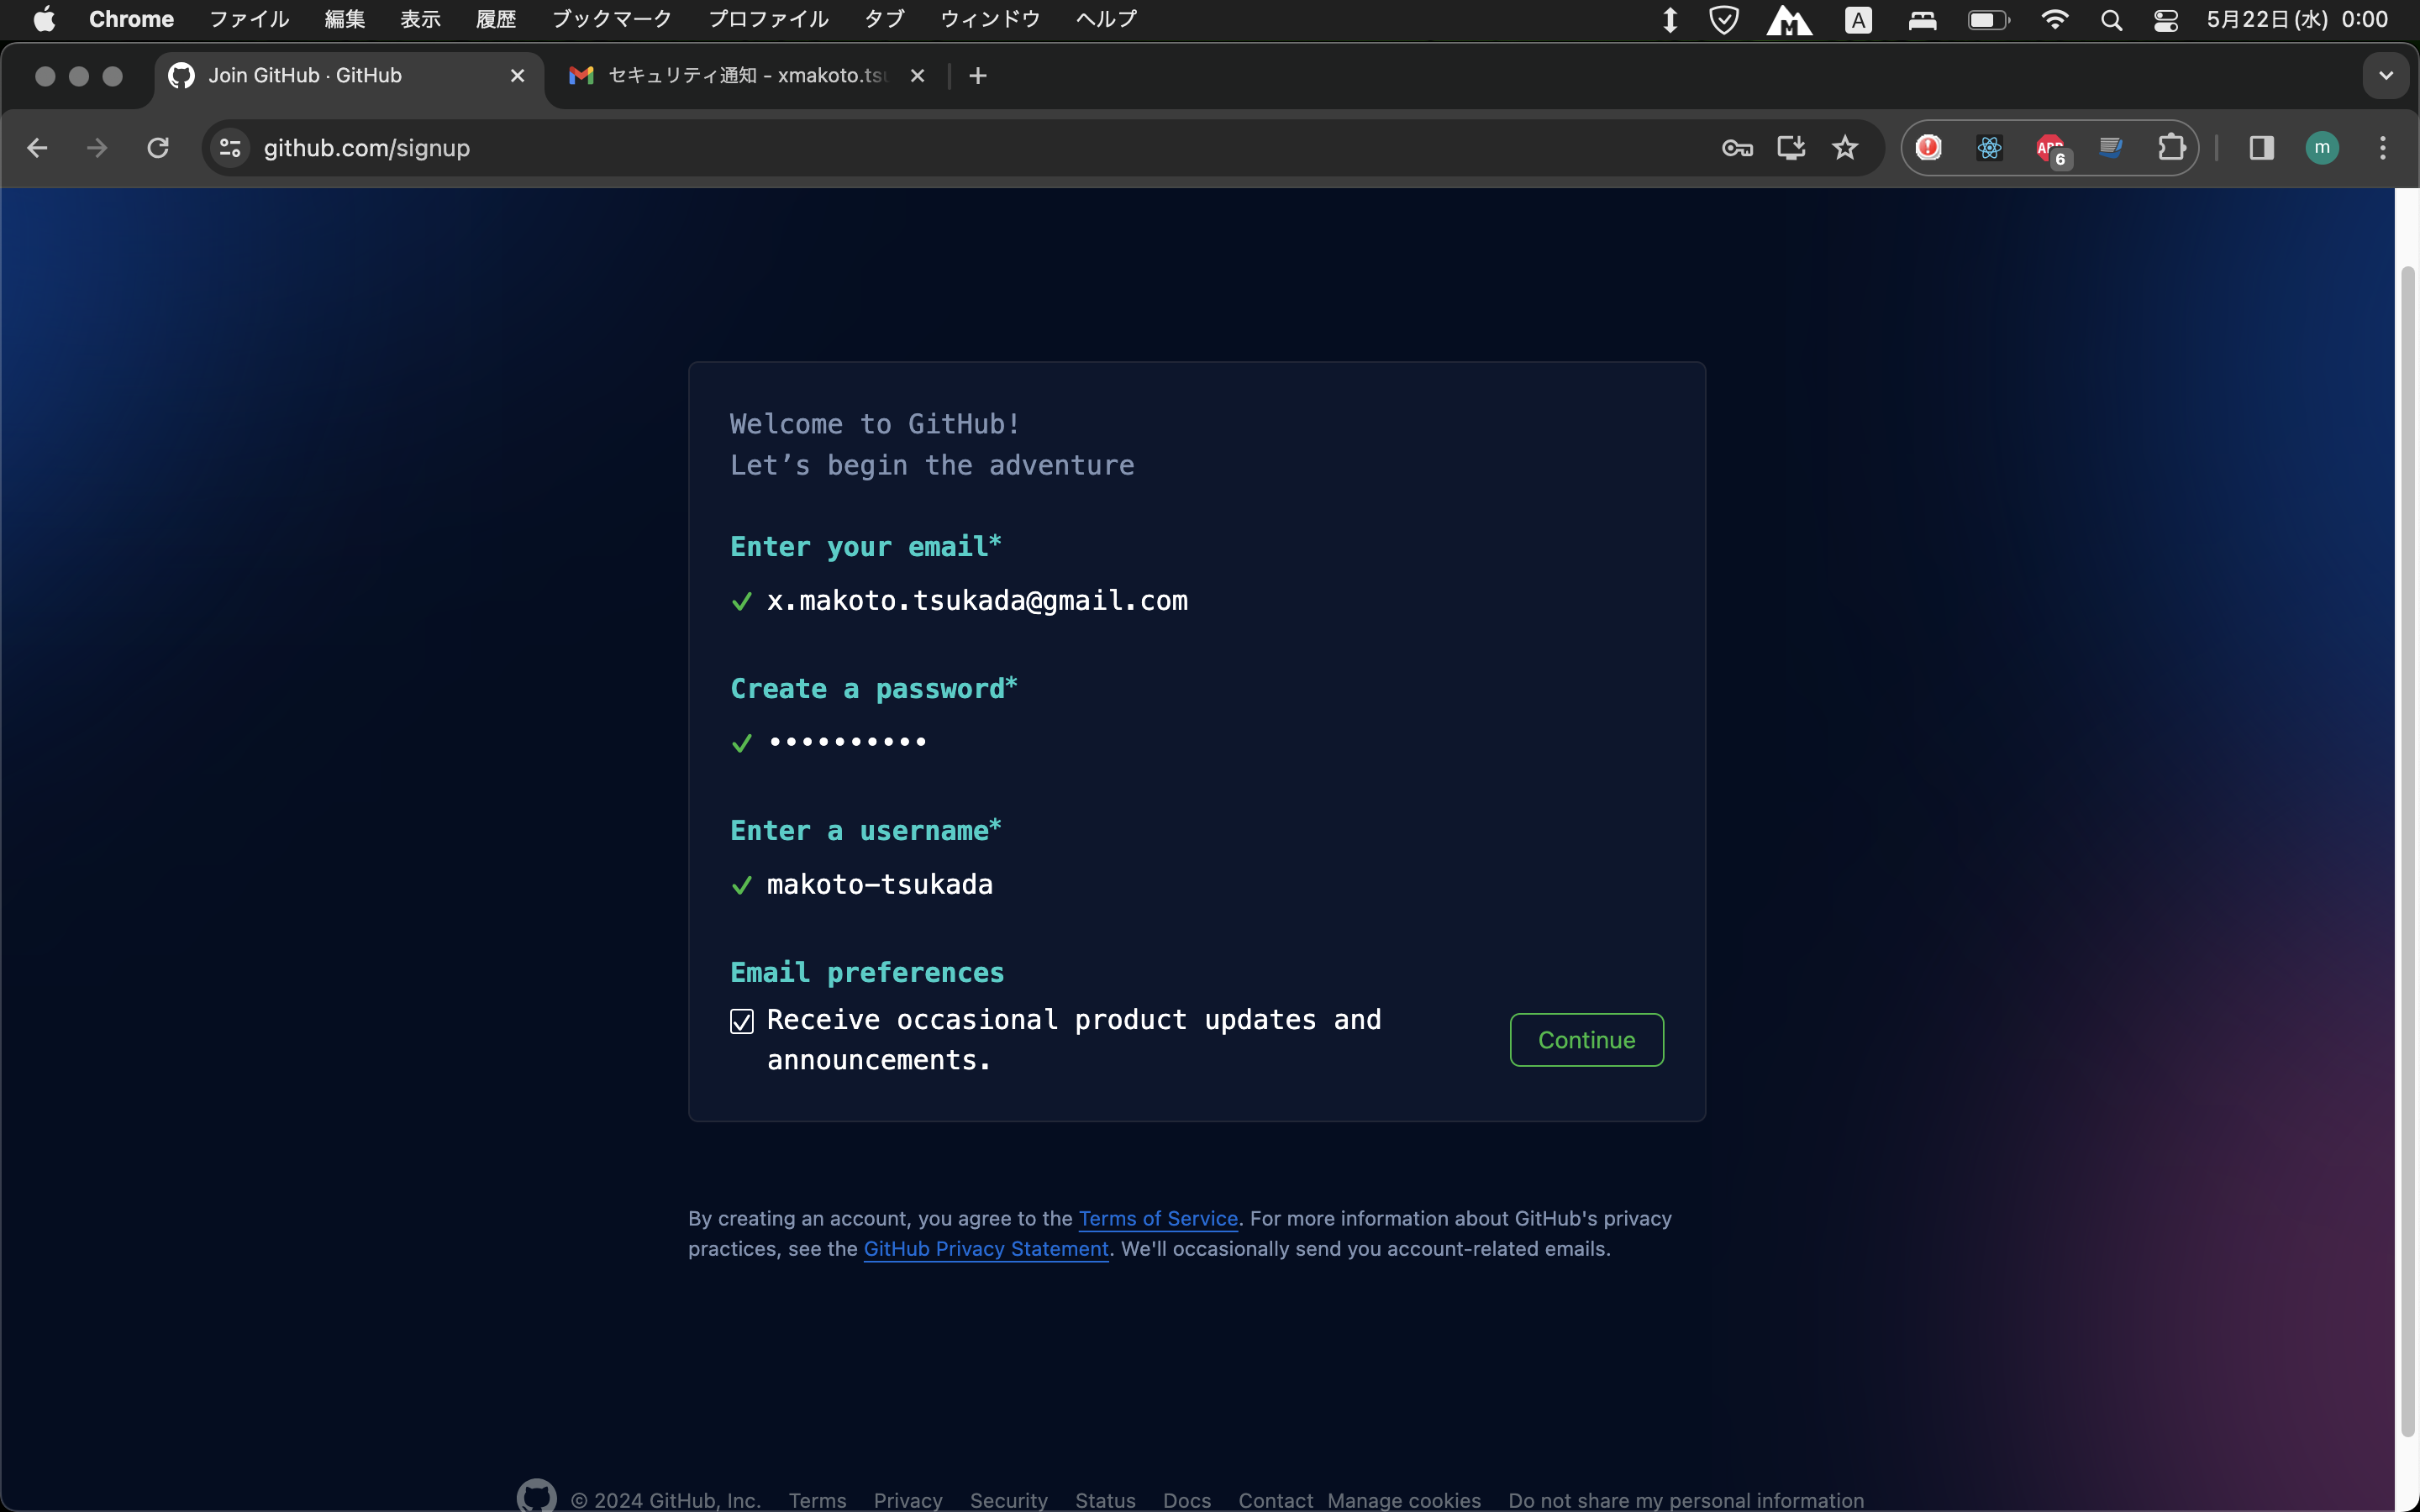 Chrome ファイル 編集 表示 履歴 ブックマーク プロファイル タブ ウィンドウ ヘルプ A 5月22日(水) 0:00
Join GitHub · GitHub セキュリティ通知 - xmakoto.tsu
github.com/signup ABP 6 m
Welcome to GitHub!
Let’s begin the adventure
Enter your email*
x.makoto.tsukada@gmail.com
Create a password*
••••••••••
Enter a username*
makoto-tsukada
Email preferences
Receive occasional product updates and
announcements.
Continue
By creating an account, you agree to the Terms of Service. For more information about GitHub's privacy
practices, see the GitHub Privacy Statement. We'll occasionally send you account-related emails.
© 2024 GitHub, Inc. Terms Privacy Security Status Docs Contact Manage cookies Do not share my personal information